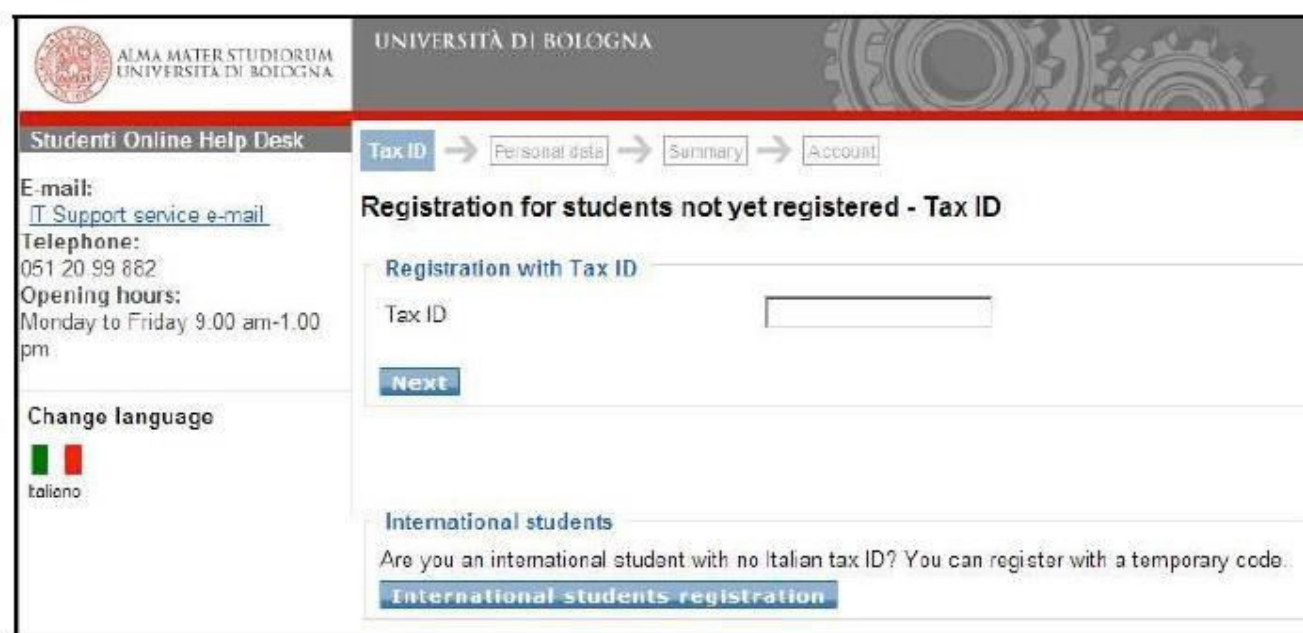 ALMA MATER STUDIORUM
UNIVERSITÀ DI BOLOGNA
UNIVERSITÀ DI BOLOGNA
Studenti Online Help Desk
E-mail:
IT Support service e-mail
Telephone:
051 20 99 882
Opening hours:
Monday to Friday 9.00 am-1.00
pm
Change language
Italiano
Tax ID → Personal data → Summary → Account
Registration for students not yet registered - Tax ID
Registration with Tax ID
Tax ID
Next
International students
Are you an international student with no Italian tax ID? You can register with a temporary code.
International students registration